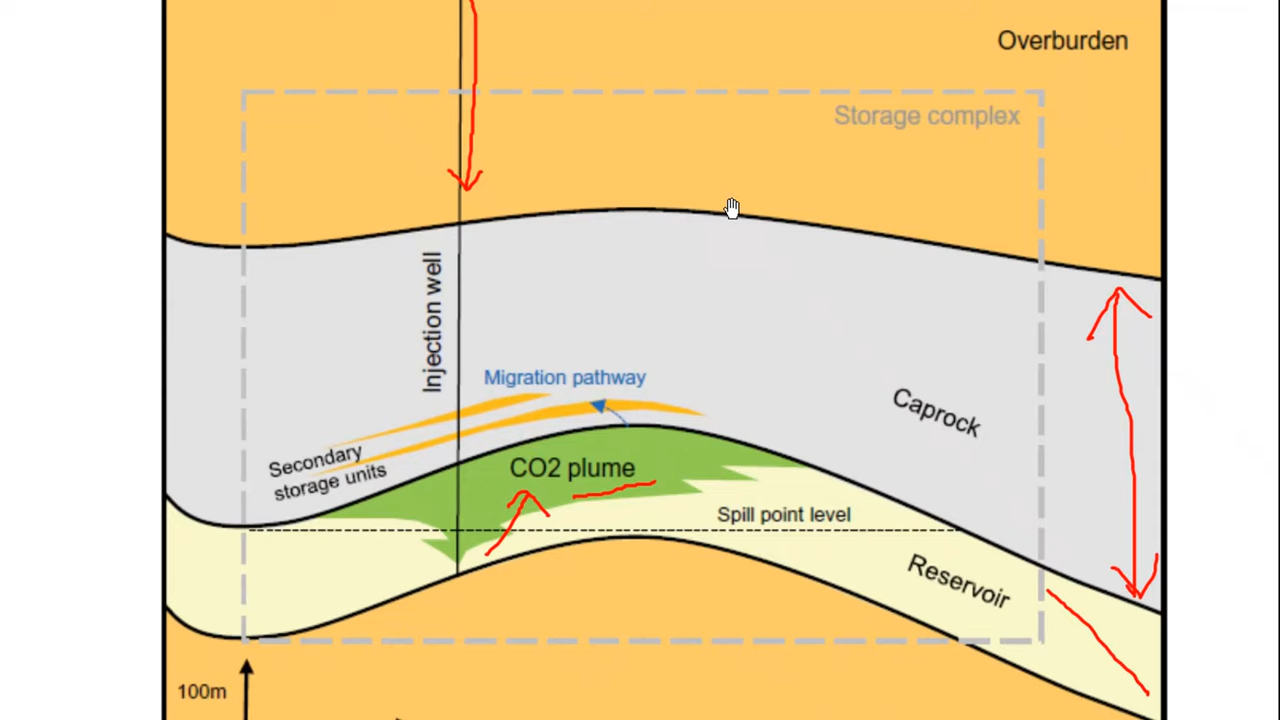 Overburden
Storage complex
Injection well
Migration pathway
Caprock
Secondary
storage units
CO2 plume
Spill point level
Reservoir
100m